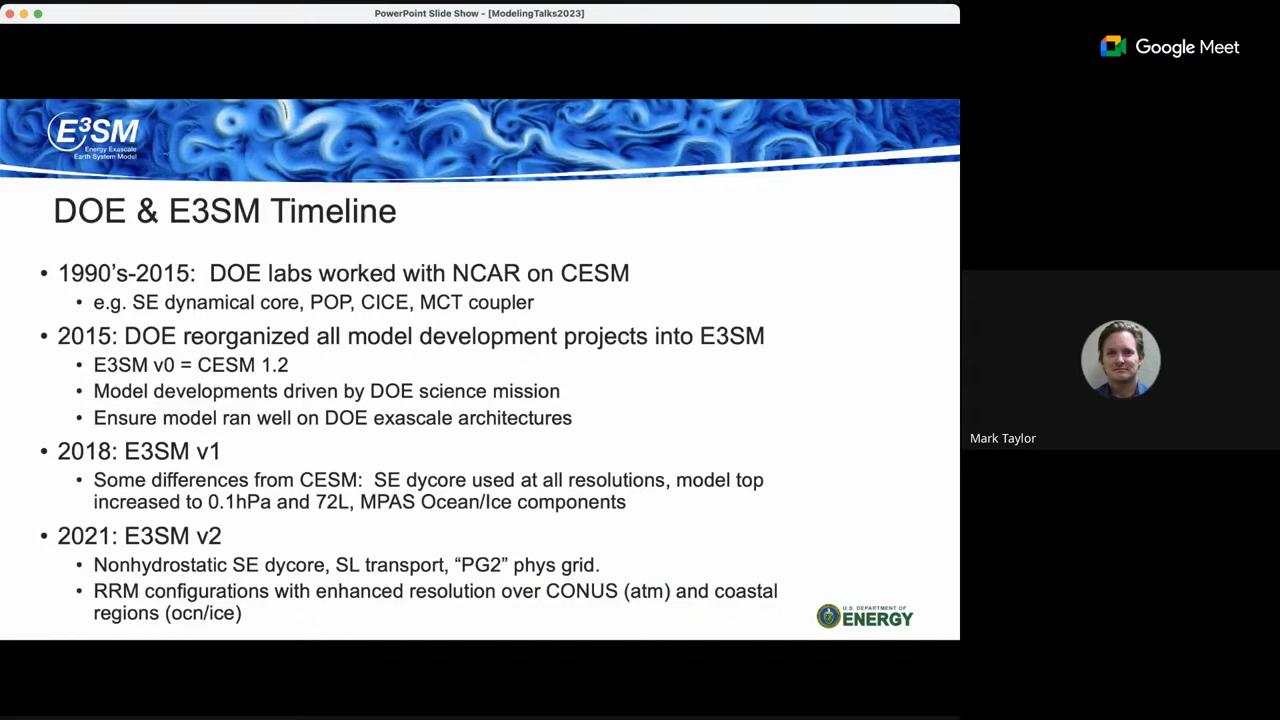 PowerPoint Slide Show - [ModelingTalks2023]
Google Meet
E³SM
Energy Exascale
Earth System Model
DOE & E3SM Timeline
• 1990's-2015:  DOE labs worked with NCAR on CESM
• e.g. SE dynamical core, POP, CICE, MCT coupler
• 2015: DOE reorganized all model development projects into E3SM
• E3SM v0 = CESM 1.2
• Model developments driven by DOE science mission
• Ensure model ran well on DOE exascale architectures
• 2018: E3SM v1
• Some differences from CESM:  SE dycore used at all resolutions, model top
increased to 0.1hPa and 72L, MPAS Ocean/Ice components
• 2021: E3SM v2
• Nonhydrostatic SE dycore, SL transport, “PG2” phys grid.
• RRM configurations with enhanced resolution over CONUS (atm) and coastal
regions (ocn/ice)
U.S. DEPARTMENT OF
ENERGY
Mark Taylor